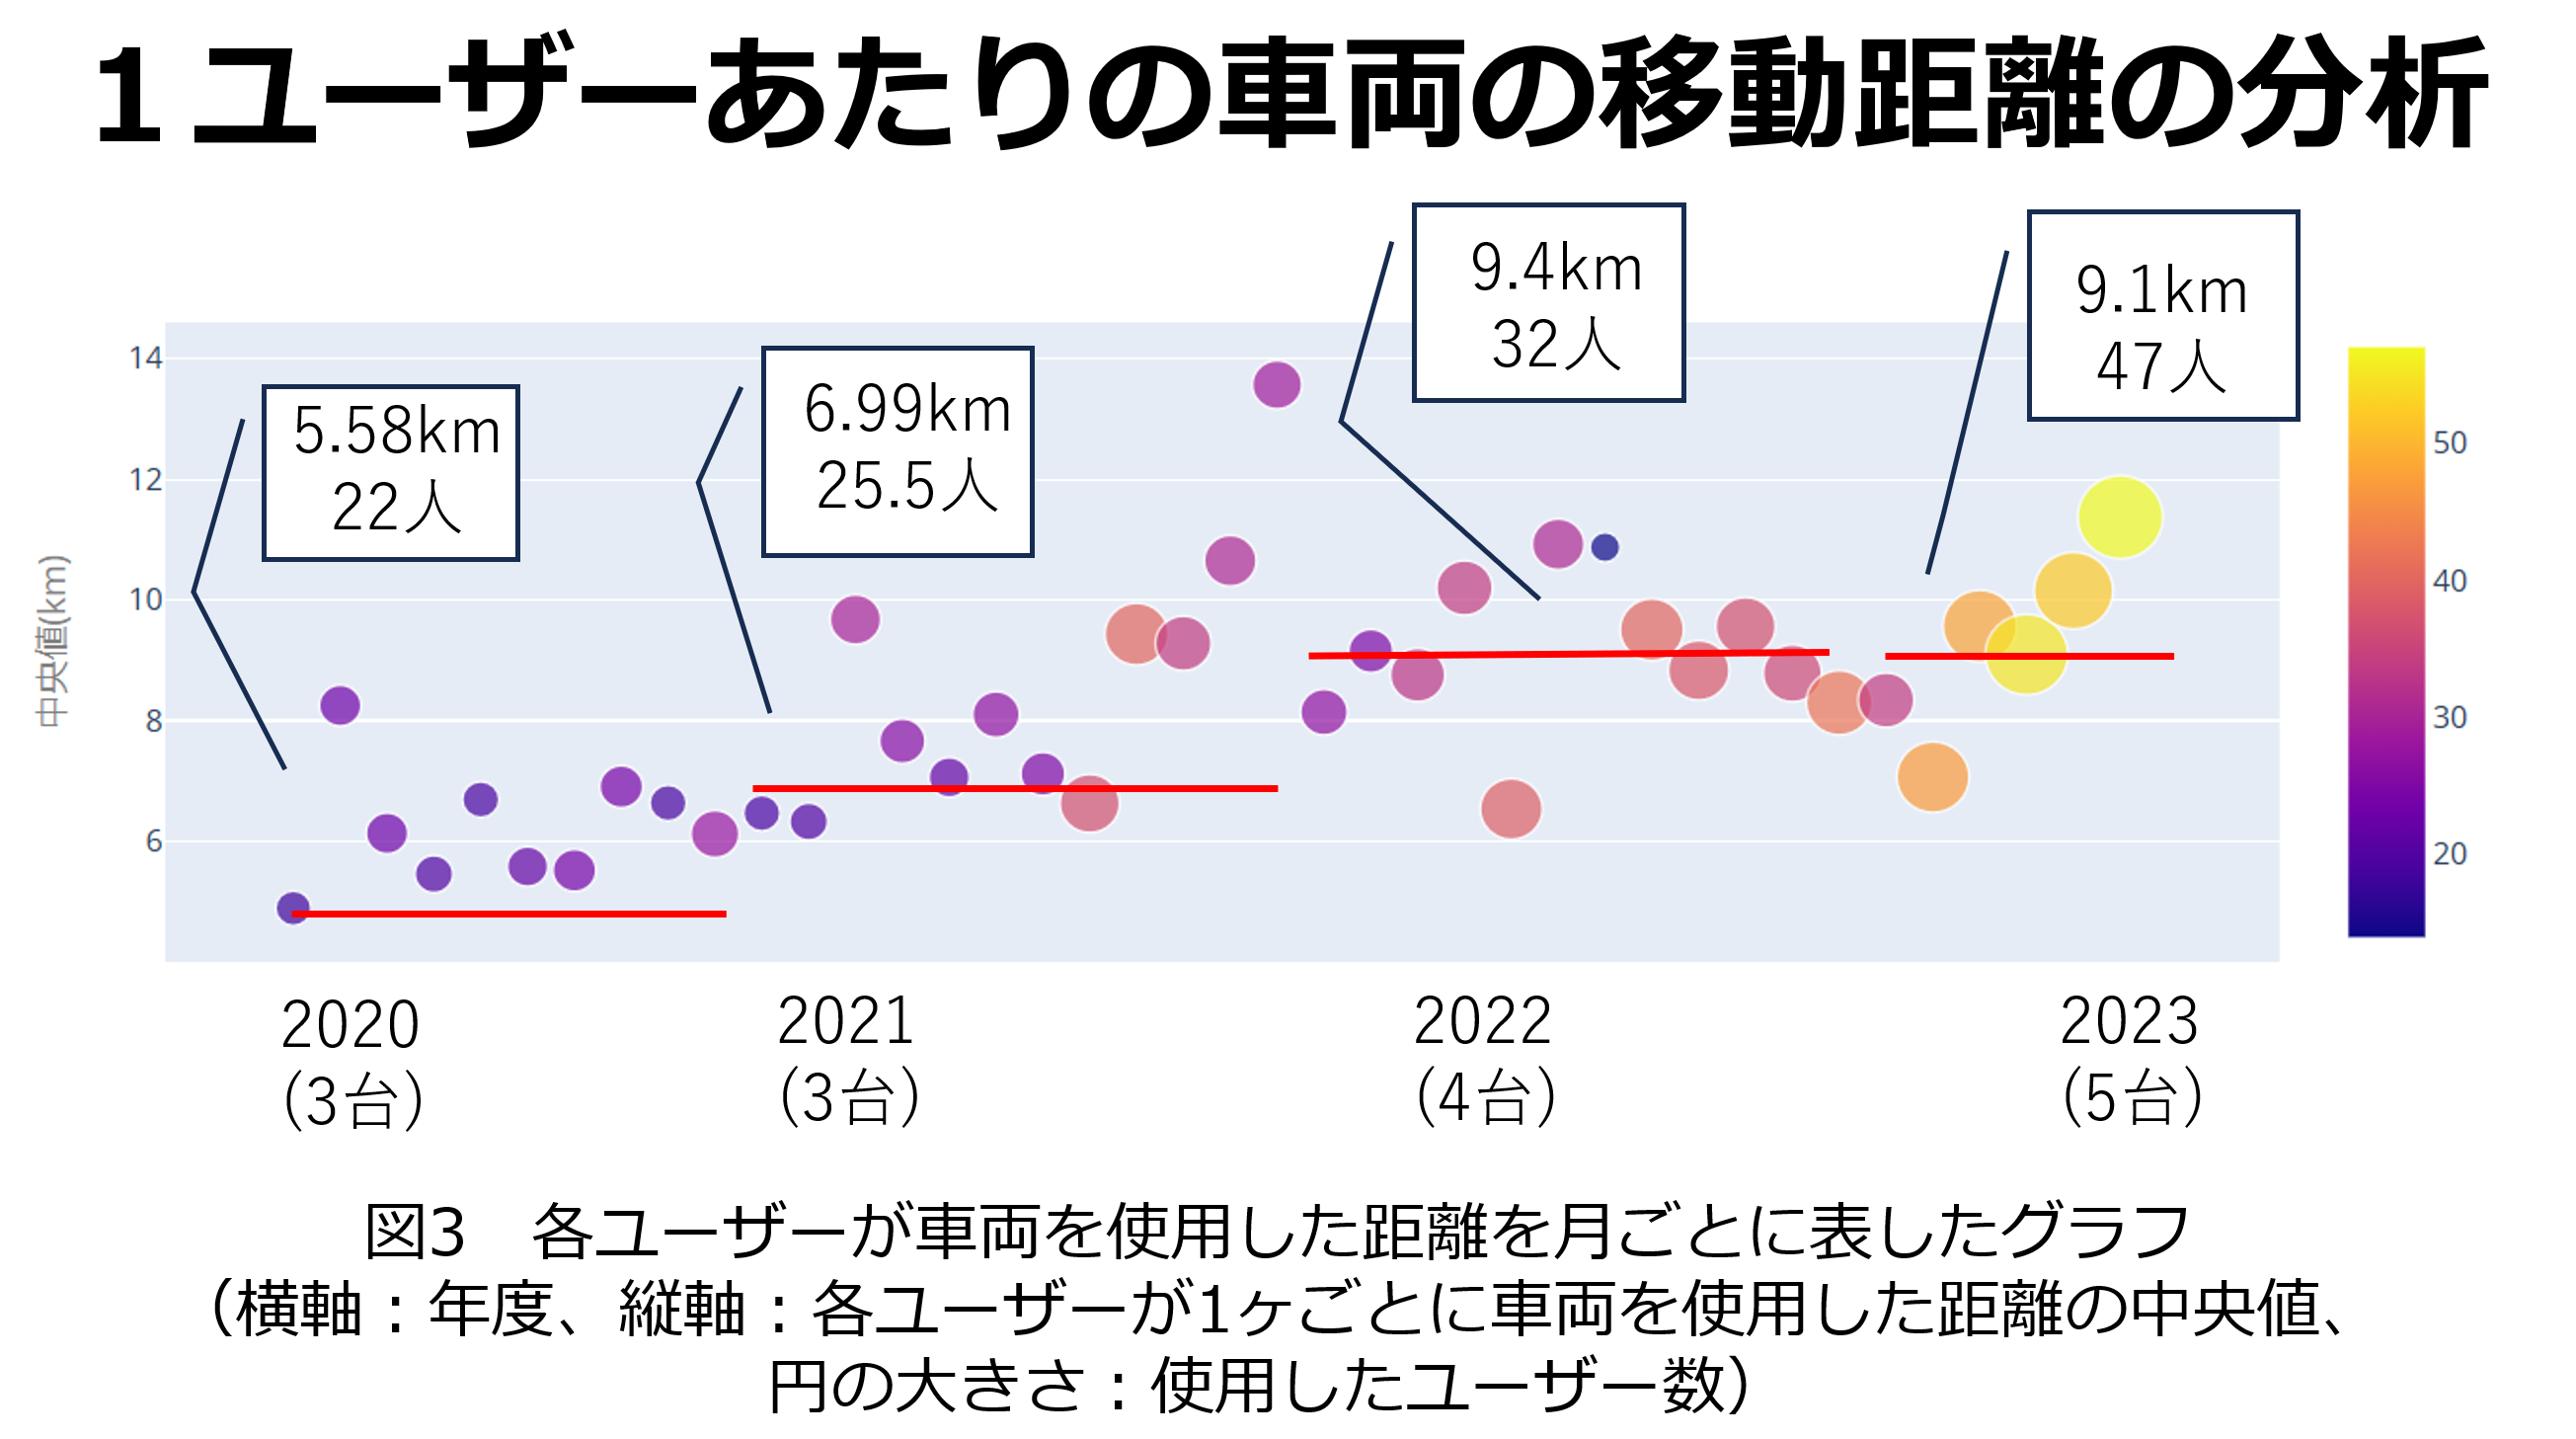 １ユーザーあたりの車両の移動距離の分析
9.4km
32人
9.1km
47人
6.99km
25.5人
5.58km
22人
中央値(km)
14
12
10
8
6
50
40
30
20
2020
(3台)
2021
(3台)
2022
(4台)
2023
(5台)
図3　各ユーザーが車両を使用した距離を月ごとに表したグラフ
（横軸：年度、縦軸：各ユーザーが1ヶごとに車両を使用した距離の中央値、
円の大きさ：使用したユーザー数）